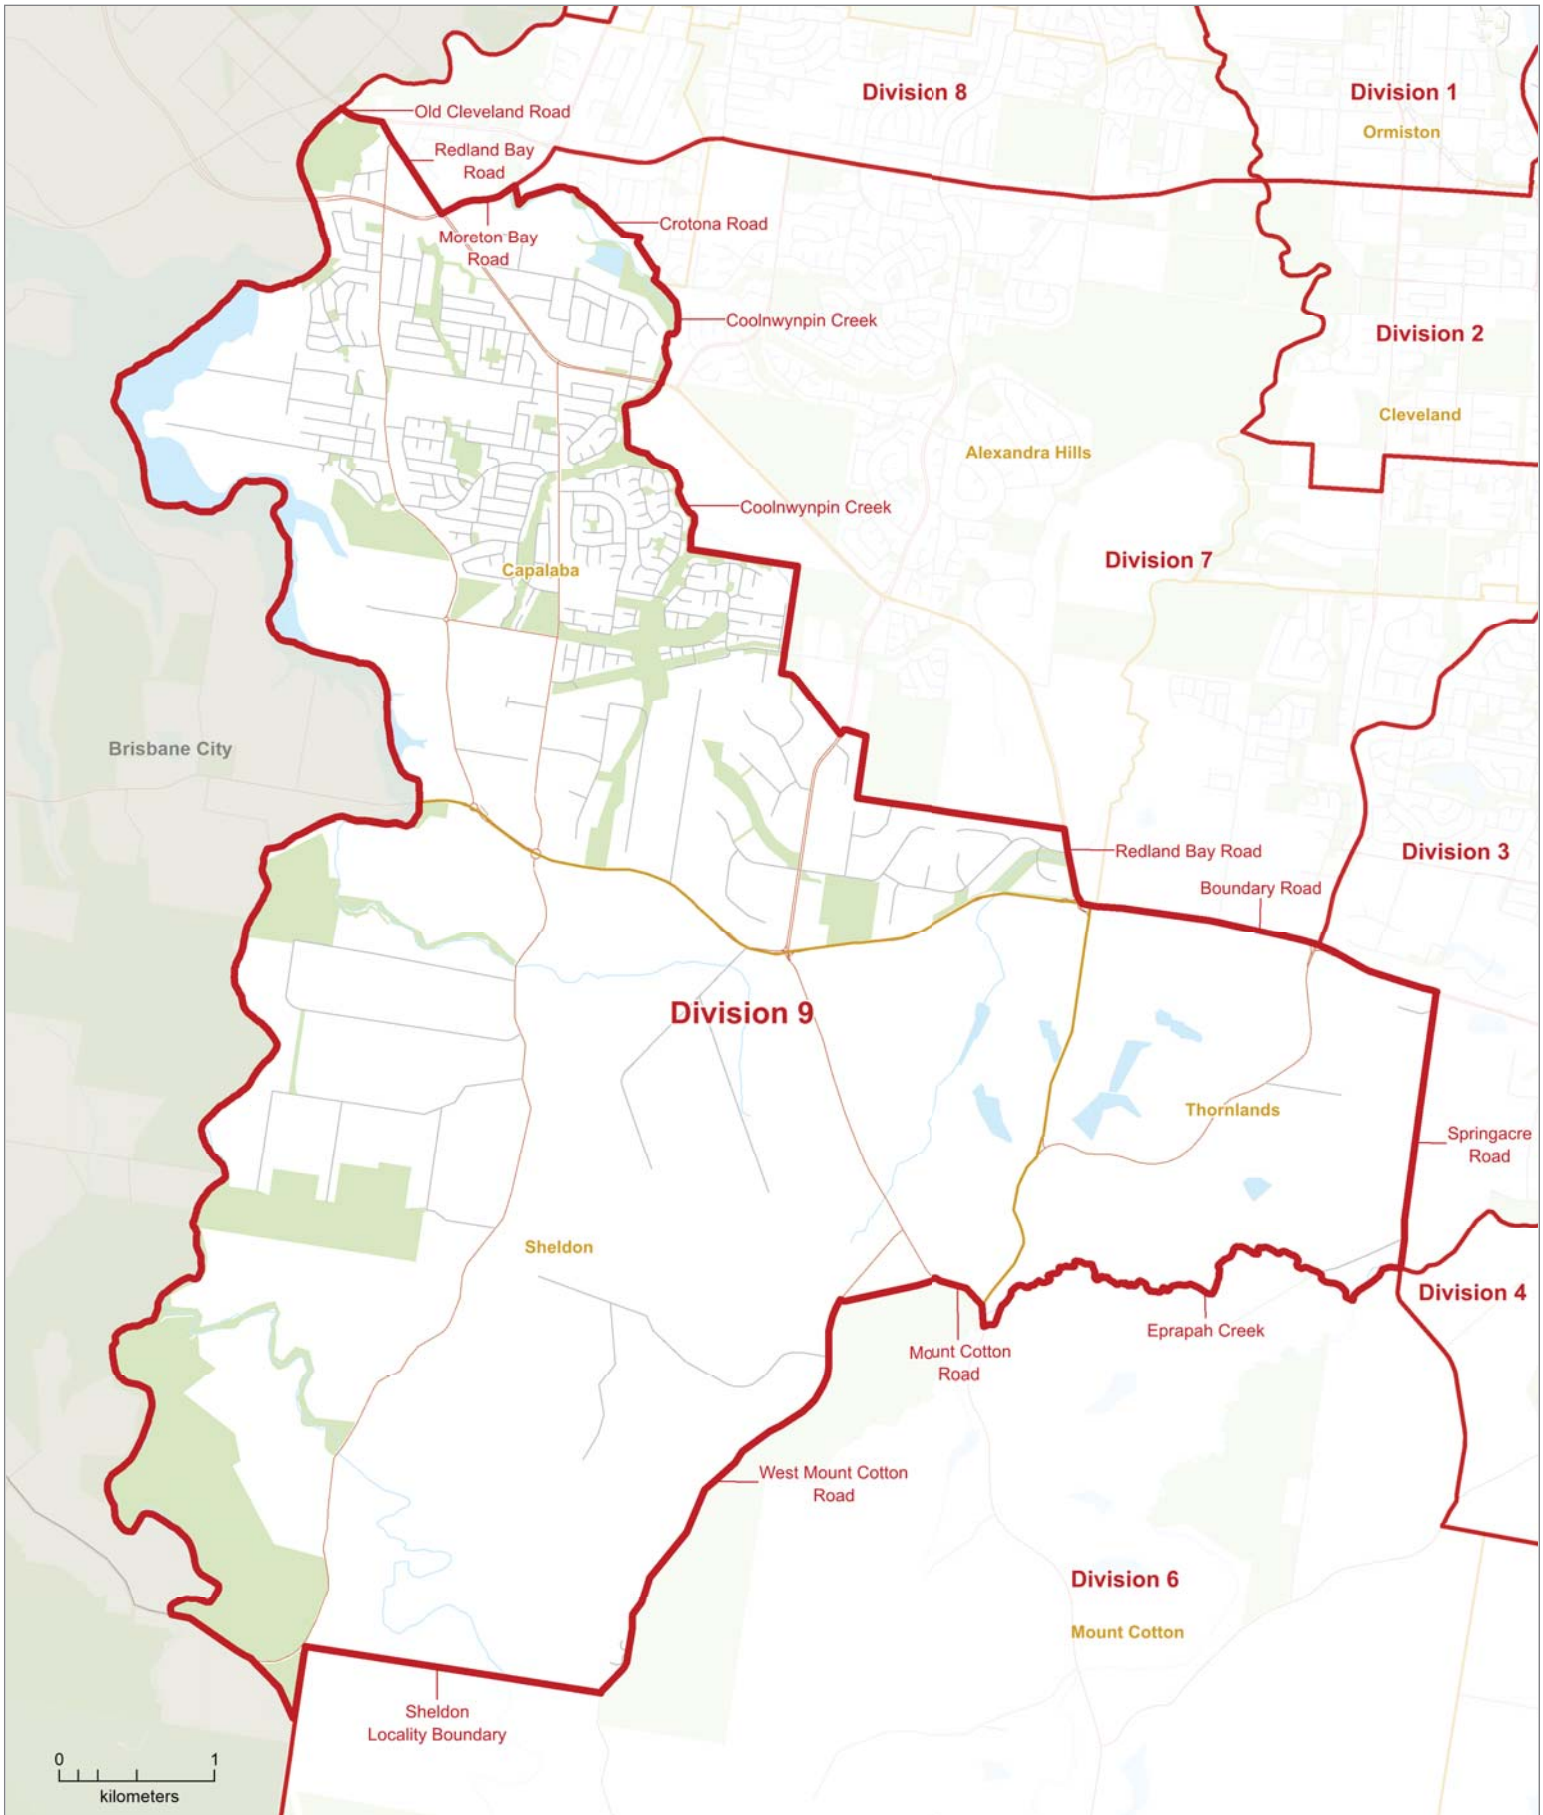 Division 8
Division 1
Ormiston
Old Cleveland Road
Redland Bay
Road
Crotona Road
Moreton Bay
Road
Coolnwynpin Creek
Division 2
Cleveland
Alexandra Hills
Coolnwynpin Creek
Division 7
Capalaba
Brisbane City
Redland Bay Road
Division 3
Boundary Road
Division 9
Thornlands
Springacre
Road
Sheldon
Division 4
Eprapah Creek
Mount Cotton
Road
West Mount Cotton
Road
Division 6
Mount Cotton
Sheldon
Locality Boundary
0 1
kilometers